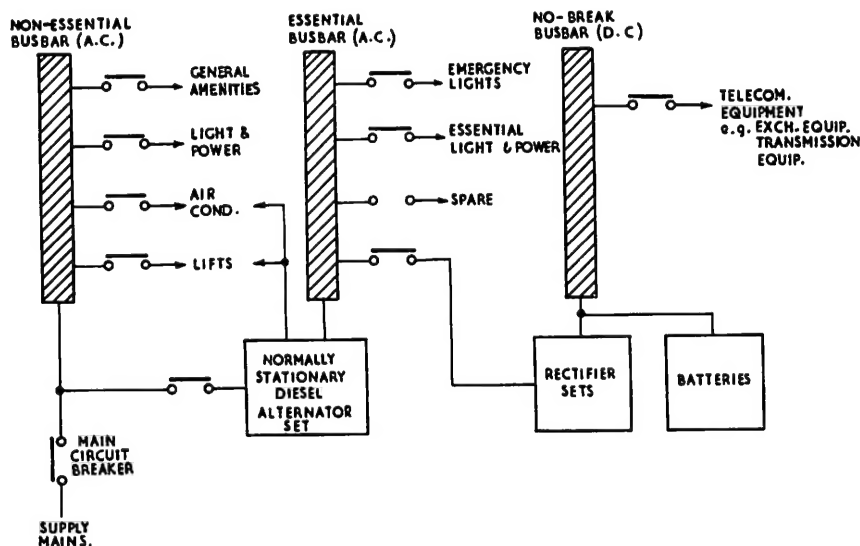 NON-ESSENTIAL
BUSBAR (A.C.)
GENERAL
AMENITIES
LIGHT &
POWER
AIR
COND.
LIFTS
ESSENTIAL
BUSBAR (A.C.)
EMERGENCY
LIGHTS
ESSENTIAL
LIGHT & POWER
SPARE
NO-BREAK
BUSBAR (D.C)
TELECOM.
EQUIPMENT
e.g. EXCH. EQUIP.
TRANSMISSION
EQUIP.
NORMALLY
STATIONARY
DIESEL
ALTERNATOR
SET
RECTIFIER
SETS
BATTERIES
MAIN
CIRCUIT
BREAKER
SUPPLY
MAINS.